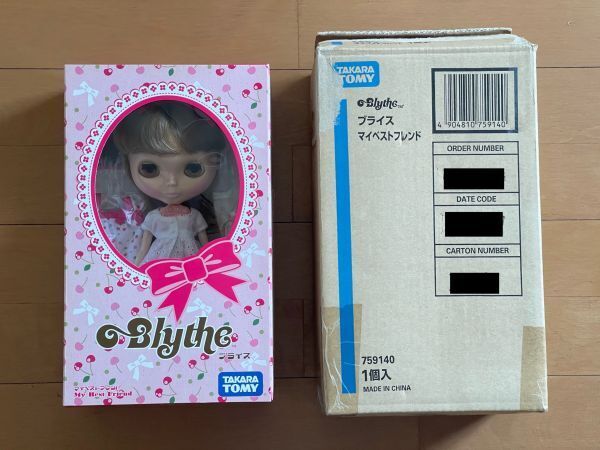 Blythe
ブライス
TAKARA TOMY
マイベストフレンド
My Best Friend
TAKARA TOMY
Blythe
ブライス
マイベストフレンド
4 904810 759140
ORDER NUMBER
DATE CODE
CARTON NUMBER
759140
1個入
MADE IN CHINA